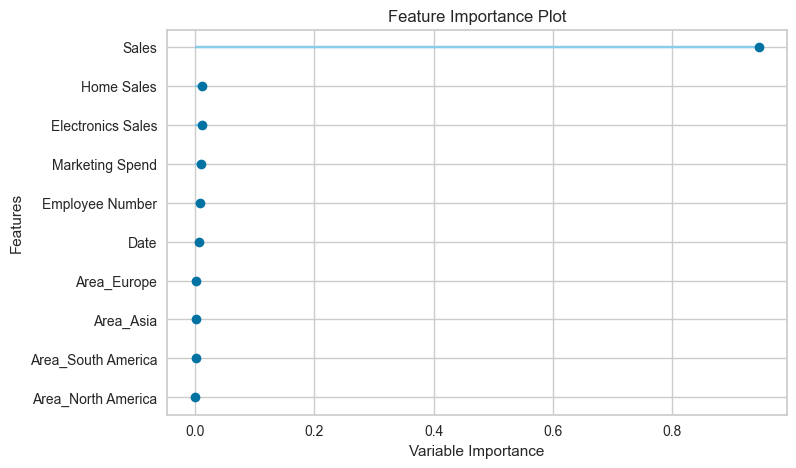 Feature Importance Plot
Sales
Home Sales
Electronics Sales
Marketing Spend
Employee Number
Date
Area_Europe
Area_Asia
Area_South America
Area_North America
Features
0.0 0.2 0.4 0.6 0.8
Variable Importance